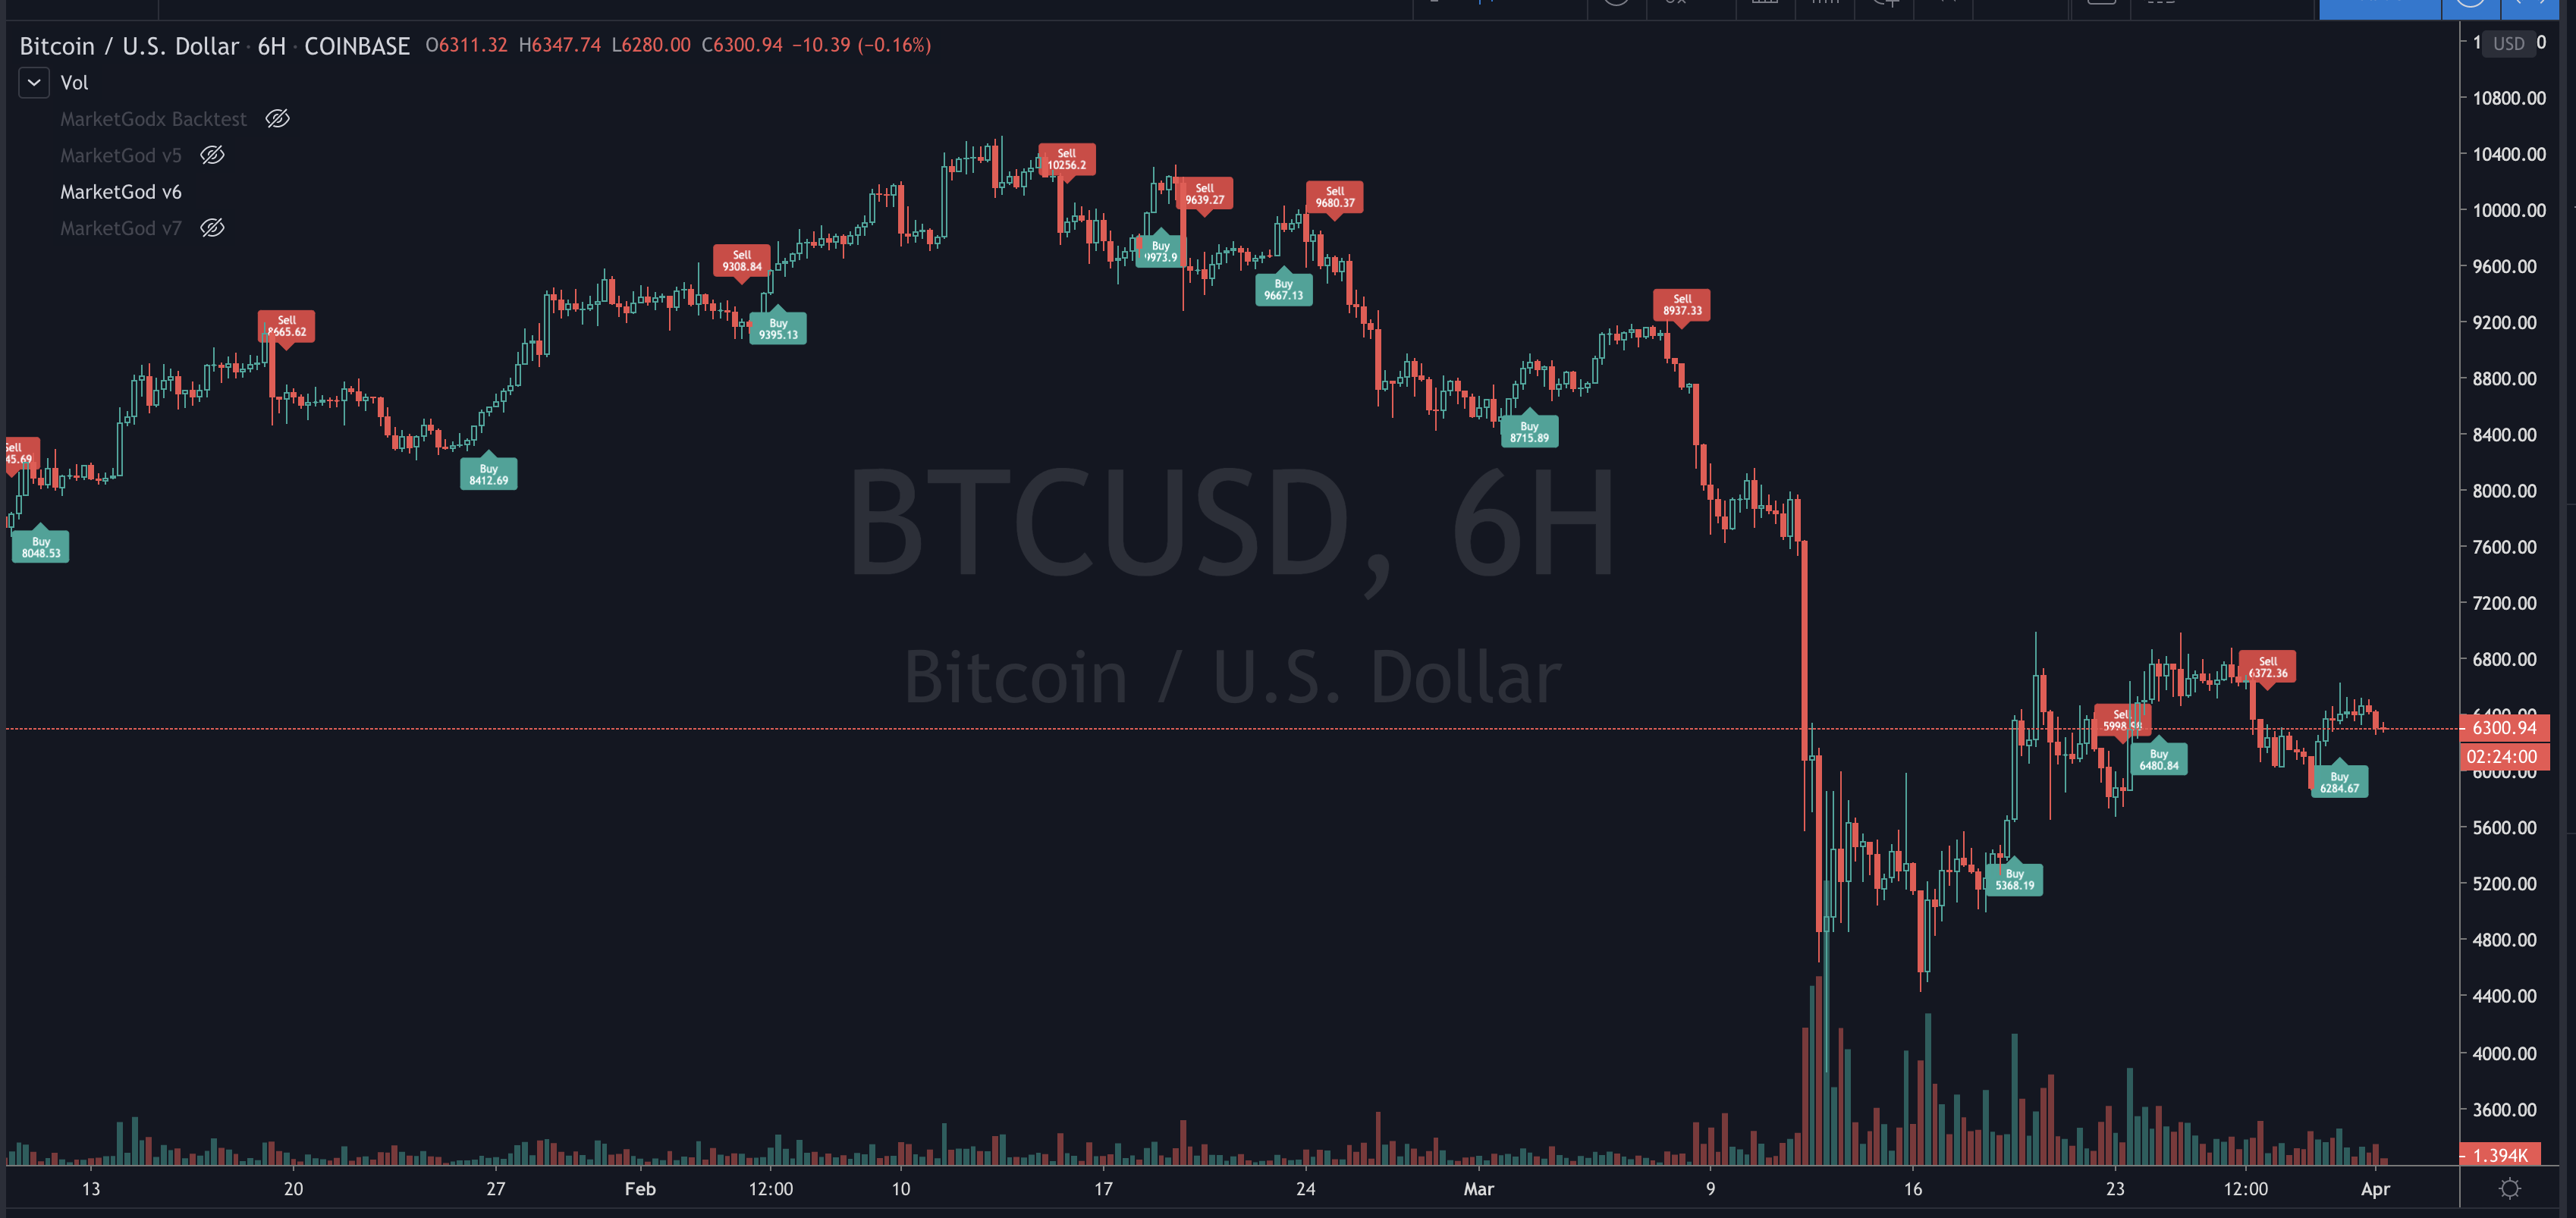 Bitcoin / U.S. Dollar · 6H · COINBASE O6311.32 H6347.74 L6280.00 C6300.94 −10.39 (−0.16%)
Vol
MarketGodx Backtest
MarketGod v5
MarketGod v6
MarketGod v7
BTCUSD, 6H
Bitcoin / U.S. Dollar
Sell
45.69
Buy
8048.53
Sell
8665.62
Buy
8412.69
Sell
9308.84
Buy
9395.13
Sell
10256.2
Buy
9973.9
Sell
9639.27
Buy
9667.13
Sell
9680.37
Buy
8715.89
Sell
8937.33
Buy
5368.19
Sell
5998.98
Buy
6480.84
Sell
6372.36
Buy
6284.67
USD
10800.00
10400.00
10000.00
9600.00
9200.00
8800.00
8400.00
8000.00
7600.00
7200.00
6800.00
6400.00
6300.94
02:24:00
6000.00
5600.00
5200.00
4800.00
4400.00
4000.00
3600.00
1.394K
13 20 27 Feb 12:00 10 17 24 Mar 9 16 23 12:00 Apr